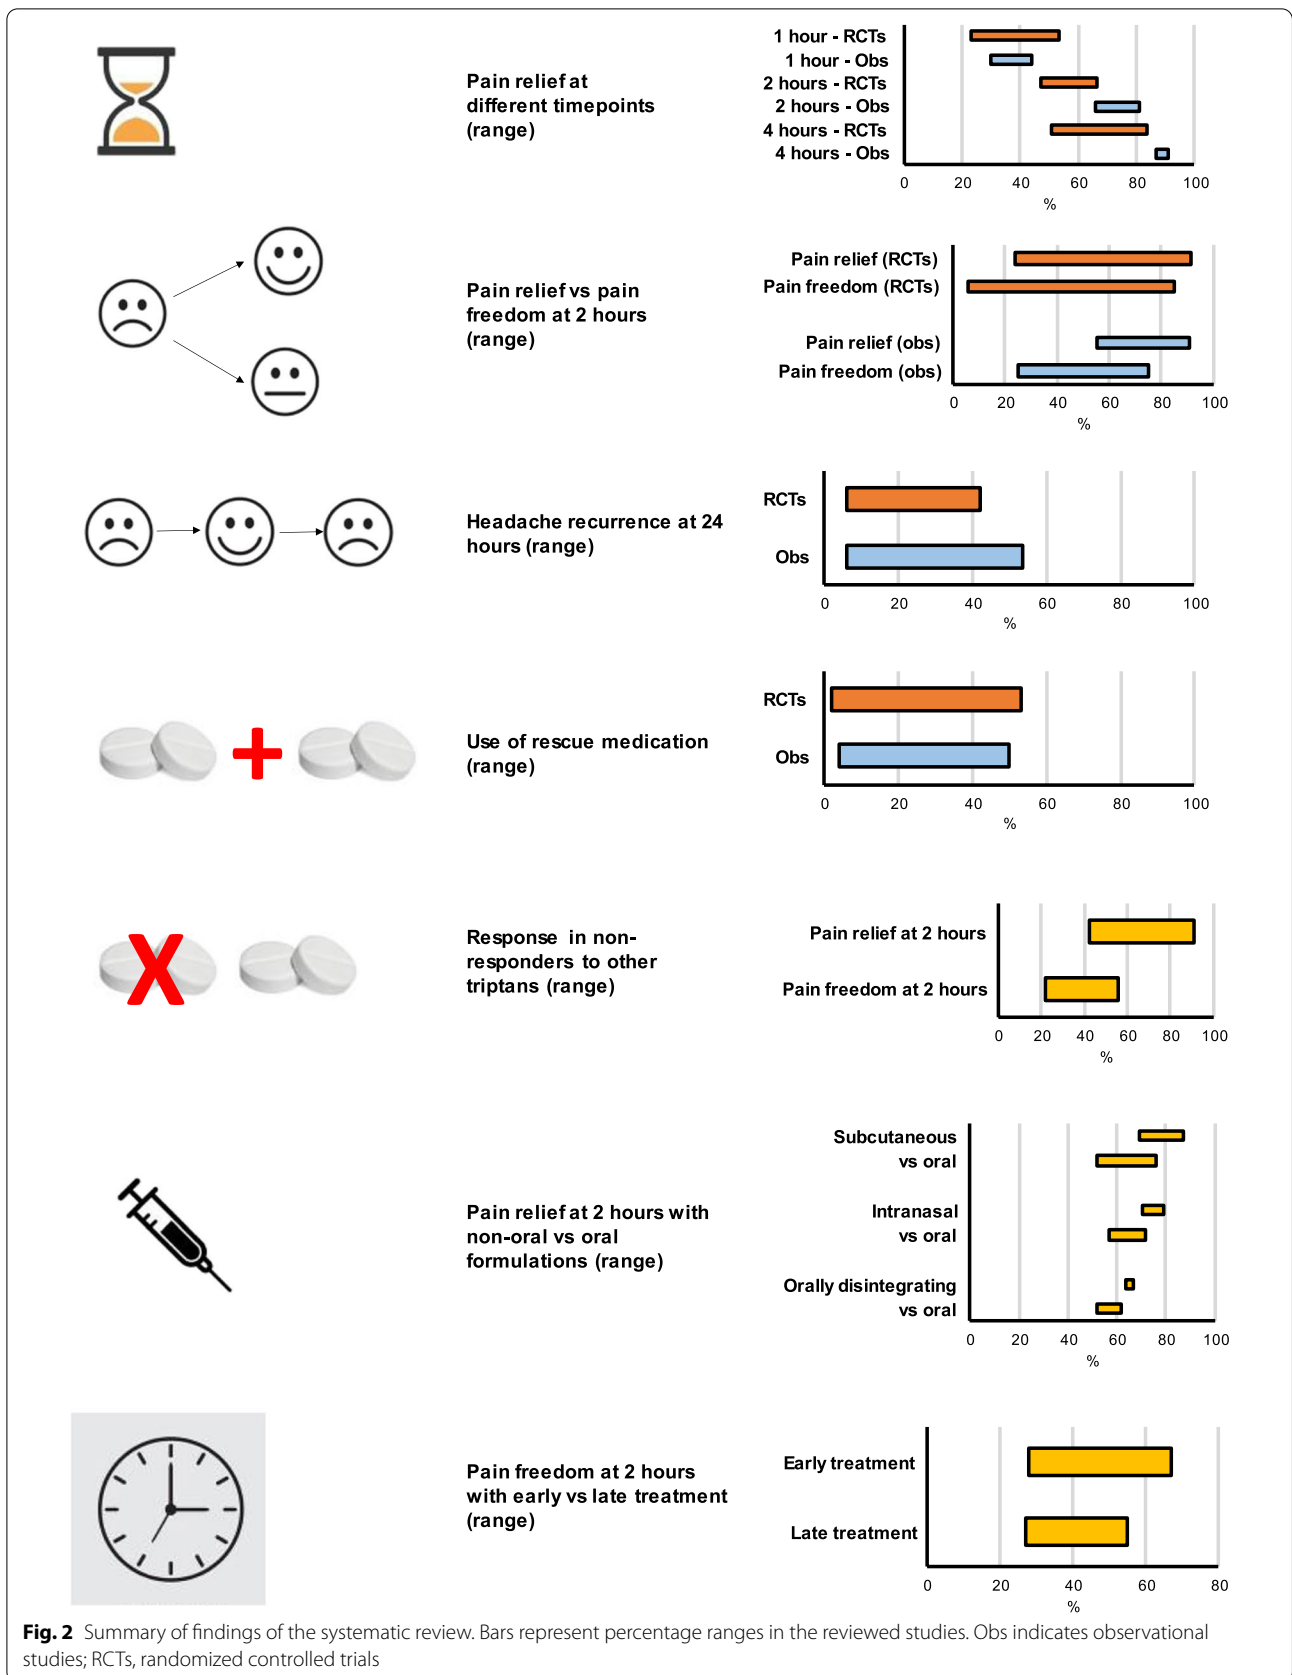 Pain relief at
different timepoints
(range)
1 hour - RCTs
1 hour - Obs
2 hours - RCTs
2 hours - Obs
4 hours - RCTs
4 hours - Obs
0 20 40 60 80 100
%
Pain relief vs pain
freedom at 2 hours
(range)
Pain relief (RCTs)
Pain freedom (RCTs)
Pain relief (obs)
Pain freedom (obs)
0 20 40 60 80 100
%
Headache recurrence at 24
hours (range)
RCTs
Obs
0 20 40 60 80 100
%
Use of rescue medication
(range)
RCTs
Obs
0 20 40 60 80 100
%
Response in non-
responders to other
triptans (range)
Pain relief at 2 hours
Pain freedom at 2 hours
0 20 40 60 80 100
%
Pain relief at 2 hours with
non-oral vs oral
formulations (range)
Subcutaneous
vs oral
Intranasal
vs oral
Orally disintegrating
vs oral
0 20 40 60 80 100
%
Pain freedom at 2 hours
with early vs late treatment
(range)
Early treatment
Late treatment
0 20 40 60 80
%
Fig. 2 Summary of findings of the systematic review. Bars represent percentage ranges in the reviewed studies. Obs indicates observational
studies; RCTs, randomized controlled trials